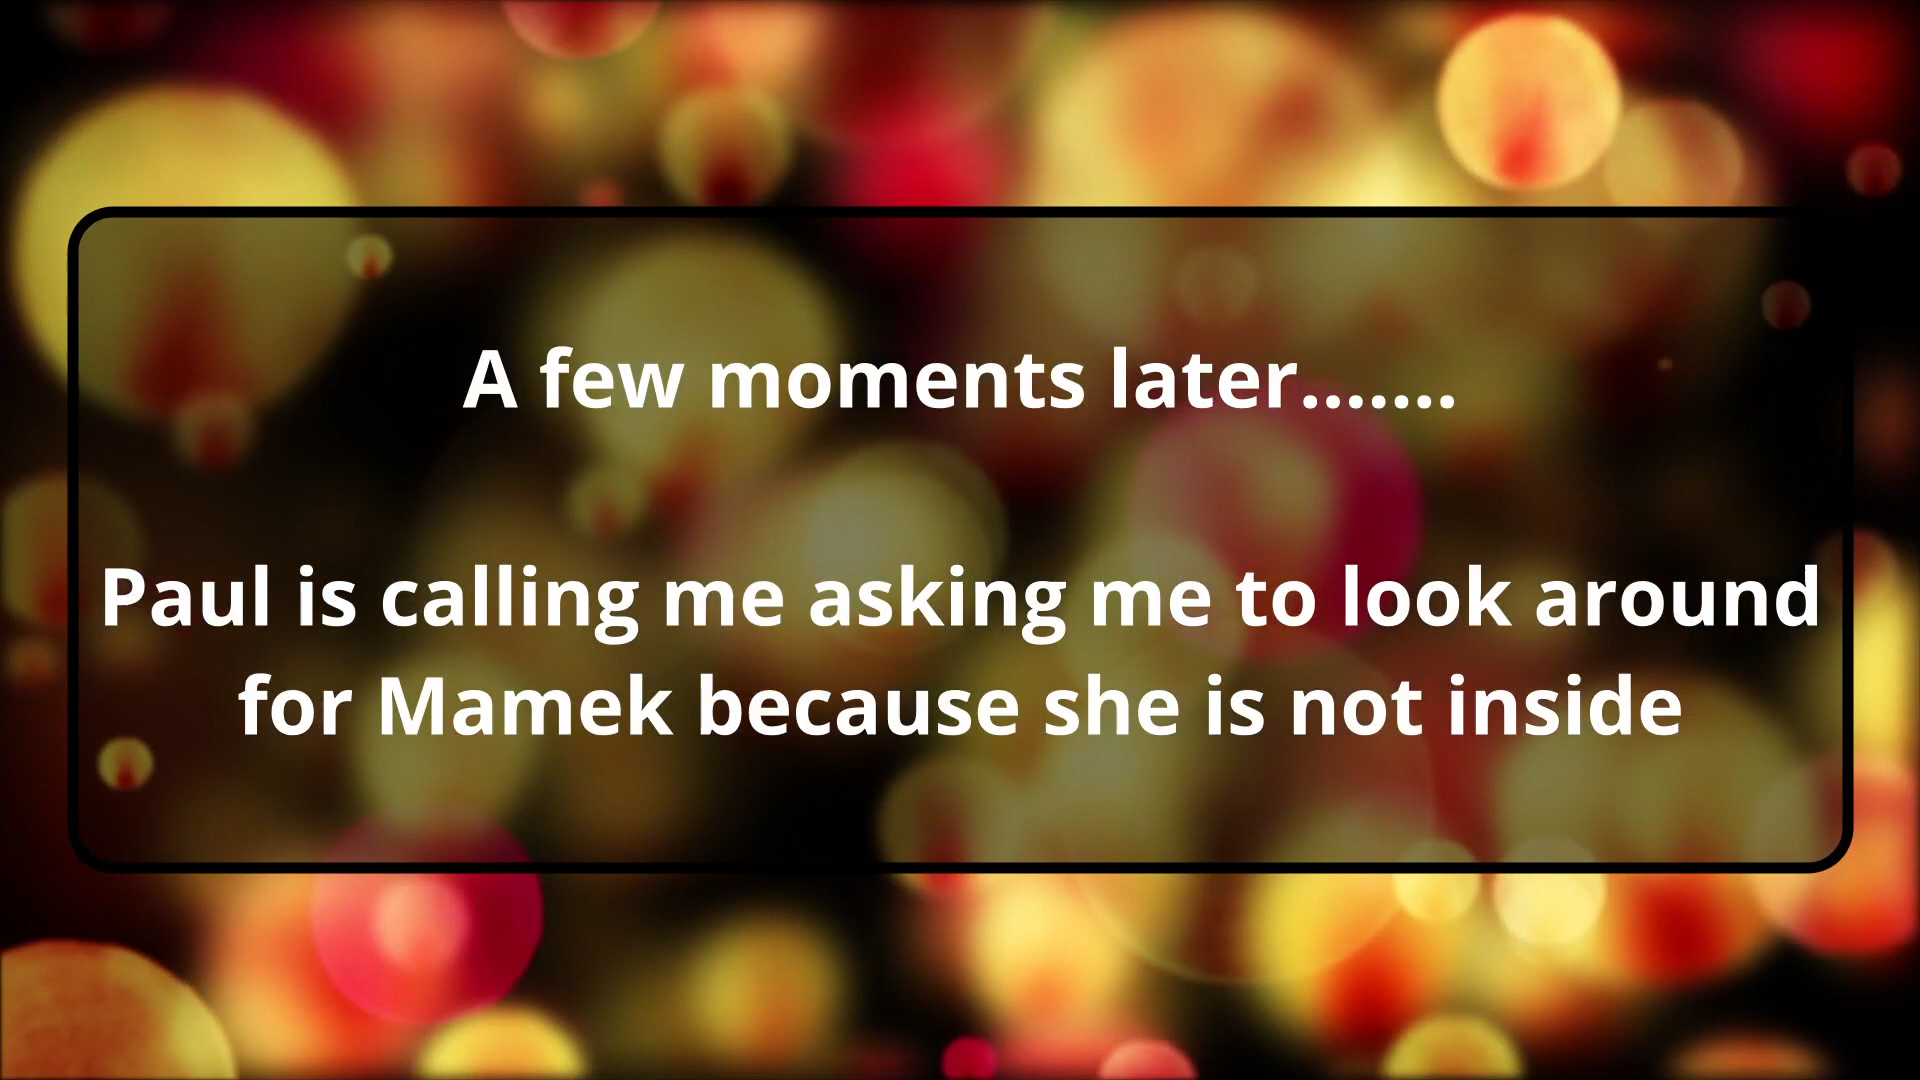 A few moments later.......
Paul is calling me asking me to look around
for Mamek because she is not inside